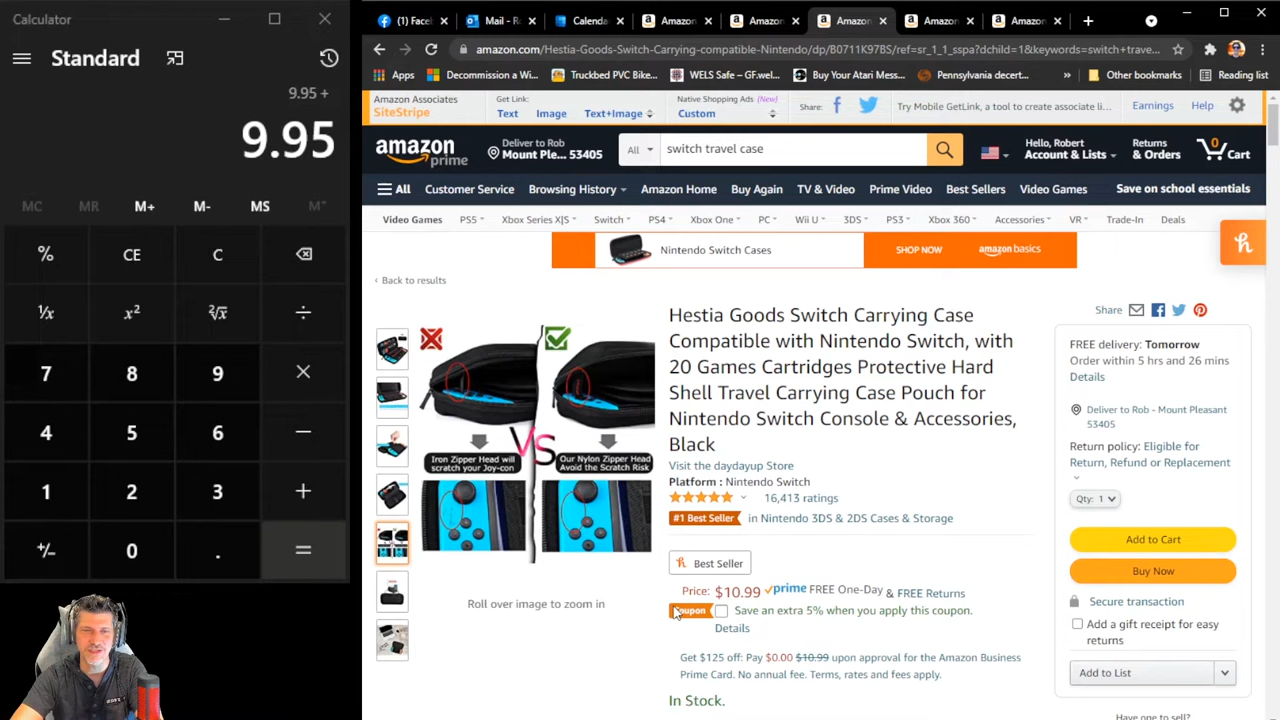 Calculator
Standard
9.95 +
9.95
MC MR M+ M- MS
% CE C
¹/x x² ²√x ÷
7 8 9 ×
4 5 6 −
1 2 3 +
+/- 0 . =
(1) Facel Mail - Ro Calenda Amazon Amazon Amazon Amazon Amazon
amazon.com/Hestia-Goods-Switch-Carrying-compatible-Nintendo/dp/B0711K97BS/ref=sr_1_1_sspa?dchild=1&keywords=switch+trave...
Apps Decommission a Wi... Truckbed PVC Bike... WELS Safe – GF.wel... Buy Your Atari Mess... Pennsylvania decert... » Other bookmarks Reading list
Amazon Associates
SiteStripe
Get Link:
Text Image Text+Image
Native Shopping Ads (New)
Custom
Share:
Try Mobile GetLink, a tool to create associate li...
Earnings Help
amazon prime
Deliver to Rob
Mount Ple... 53405
All
switch travel case
Hello, Robert
Account & Lists
Returns
& Orders
0
Cart
All Customer Service Browsing History Amazon Home Buy Again TV & Video Prime Video Best Sellers Video Games Save on school essentials
Video Games PS5 Xbox Series X|S Switch PS4 Xbox One PC Wii U 3DS PS3 Xbox 360 Accessories VR Trade-In Deals
Nintendo Switch Cases SHOP NOW amazon basics
‹ Back to results
Iron Zipper Head will
scratch your Joy-con
VS
Our Nylon Zipper Head
Avoid the Scratch Risk
Roll over image to zoom in
Hestia Goods Switch Carrying Case
Compatible with Nintendo Switch, with
20 Games Cartridges Protective Hard
Shell Travel Carrying Case Pouch for
Nintendo Switch Console & Accessories,
Black
Visit the daydayup Store
Platform : Nintendo Switch
16,413 ratings
#1 Best Seller in Nintendo 3DS & 2DS Cases & Storage
Best Seller
Price: $10.99 prime FREE One-Day & FREE Returns
Coupon Save an extra 5% when you apply this coupon.
Details
Get $125 off: Pay $0.00 $10.99 upon approval for the Amazon Business
Prime Card. No annual fee. Terms, rates and fees apply.
In Stock.
Share
FREE delivery: Tomorrow
Order within 5 hrs and 26 mins
Details
Deliver to Rob - Mount Pleasant
53405
Return policy: Eligible for
Return, Refund or Replacement
Qty: 1
Add to Cart
Buy Now
Secure transaction
Add a gift receipt for easy
returns
Add to List
Have one to sell?